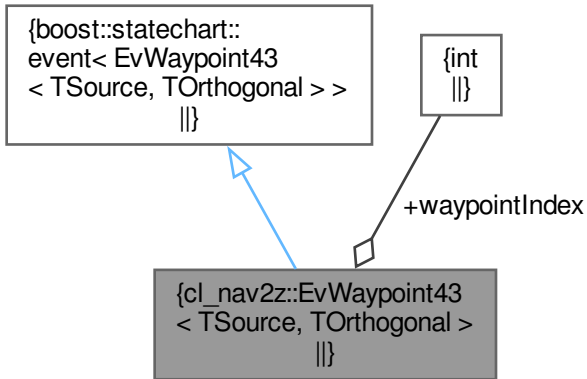 {boost::statechart::
event< EvWaypoint43
< TSource, TOrthogonal > >
||}
{int
||}
+waypointIndex
{cl_nav2z::EvWaypoint43
< TSource, TOrthogonal >
||}